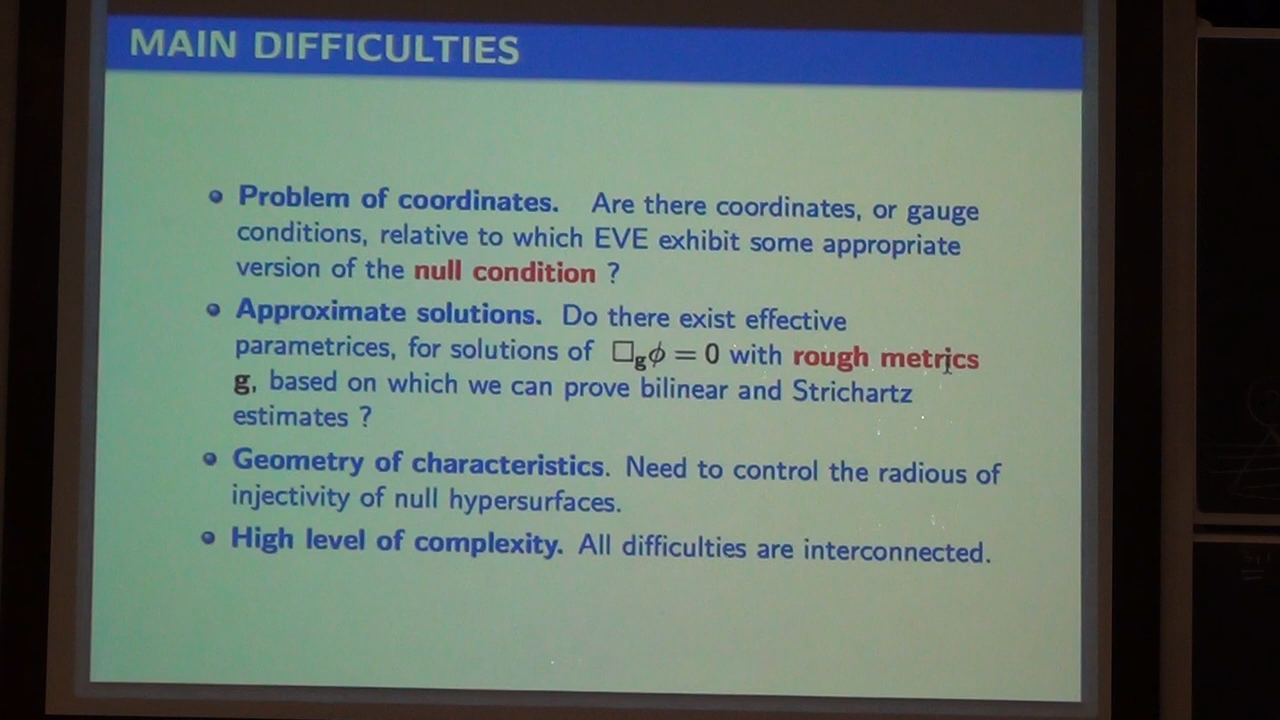 MAIN DIFFICULTIES
Problem of coordinates. Are there coordinates, or gauge
conditions, relative to which EVE exhibit some appropriate
version of the null condition ?
Approximate solutions. Do there exist effective
parametrices, for solutions of □gϕ = 0 with rough metrics
g, based on which we can prove bilinear and Strichartz
estimates ?
Geometry of characteristics. Need to control the radious of
injectivity of null hypersurfaces.
High level of complexity. All difficulties are interconnected.